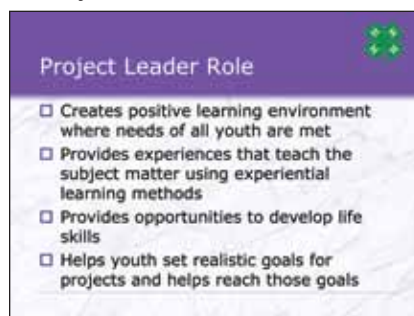 Project Leader Role
Creates positive learning environment
where needs of all youth are met
Provides experiences that teach the
subject matter using experiential
learning methods
Provides opportunities to develop life
skills
Helps youth set realistic goals for
projects and helps reach those goals